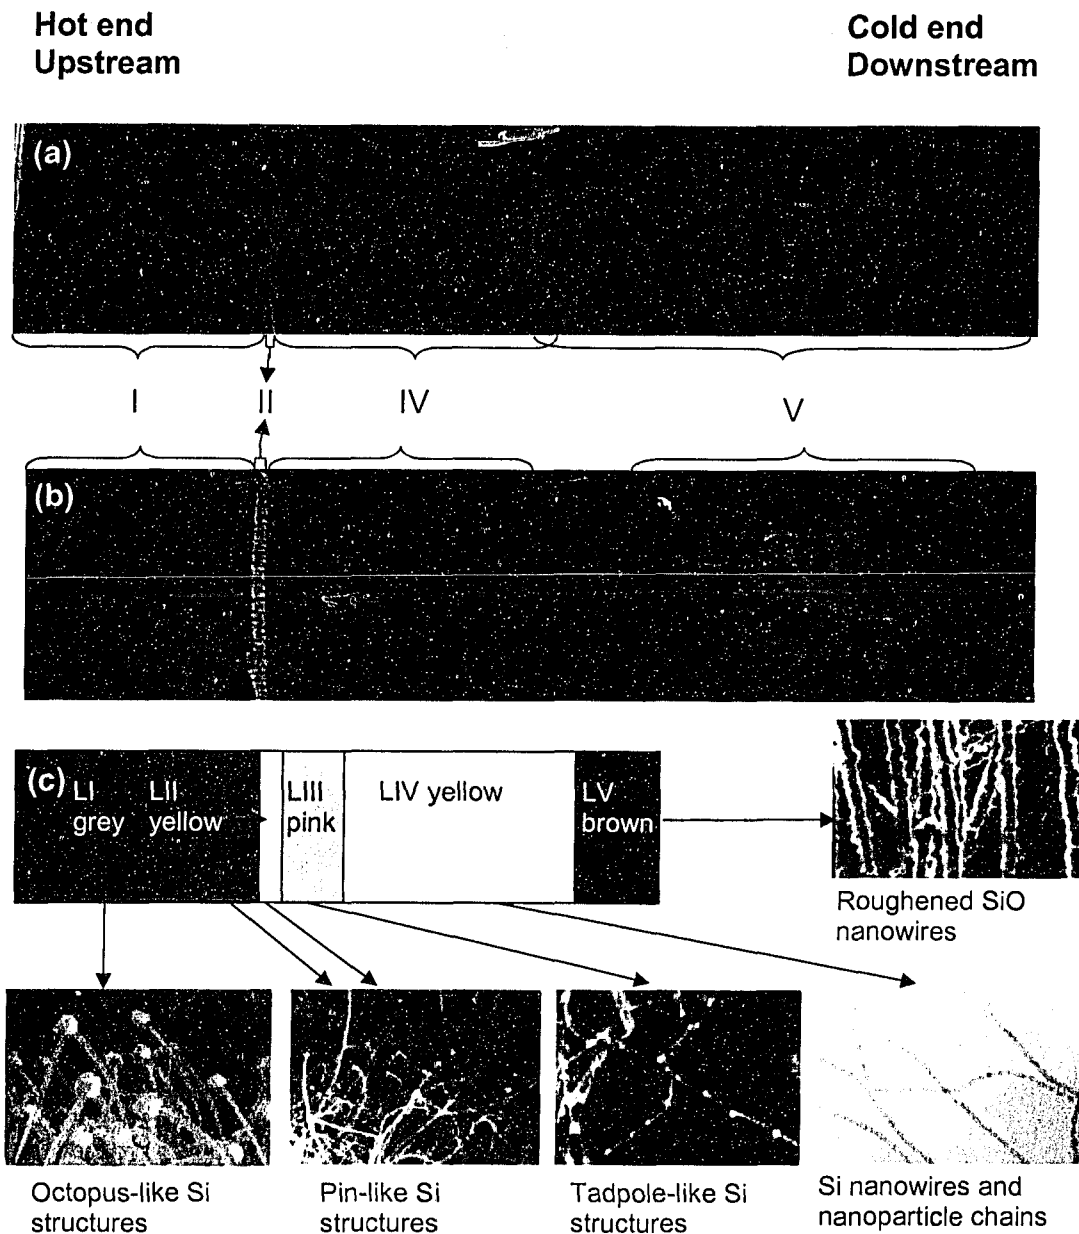 Hot end
Upstream
Cold end
Downstream
(a)
I
II
IV
V
(b)
(c)
LI
grey
LII
yellow
LIII
pink
LIV yellow
LV
brown
Roughened SiO
nanowires
Octopus-like Si
structures
Pin-like Si
structures
Tadpole-like Si
structures
Si nanowires and
nanoparticle chains